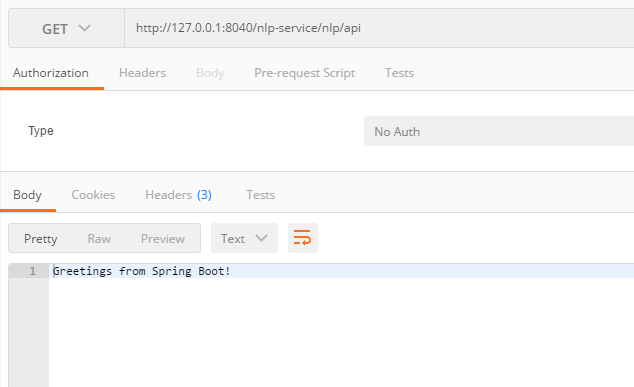 GET http://127.0.0.1:8040/nlp-service/nlp/api
Authorization Headers Body Pre-request Script Tests
Type No Auth
Body Cookies Headers (3) Tests
Pretty Raw Preview Text
1 Greetings from Spring Boot!